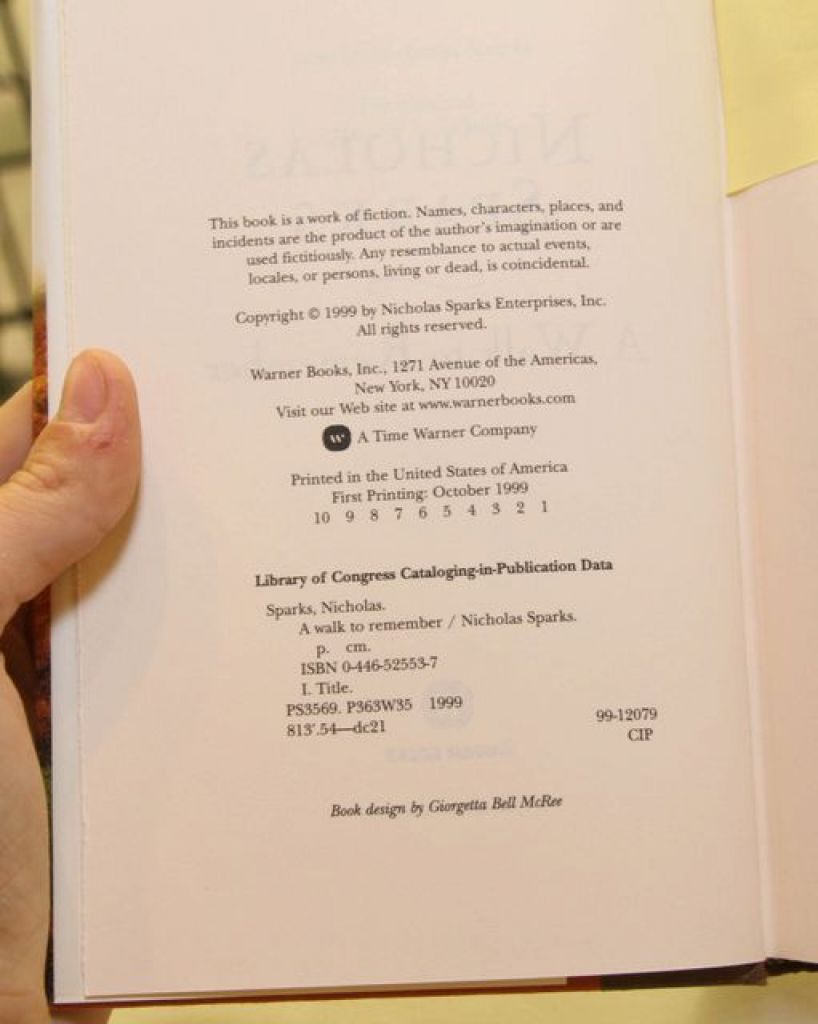 This book is a work of fiction. Names, characters, places, and
incidents are the product of the author's imagination or are
used fictitiously. Any resemblance to actual events,
locales, or persons, living or dead, is coincidental.
Copyright © 1999 by Nicholas Sparks Enterprises, Inc.
All rights reserved.
Warner Books, Inc., 1271 Avenue of the Americas,
New York, NY 10020
Visit our Web site at www.warnerbooks.com
W A Time Warner Company
Printed in the United States of America
First Printing: October 1999
10 9 8 7 6 5 4 3 2 1
Library of Congress Cataloging-in-Publication Data
Sparks, Nicholas.
A walk to remember / Nicholas Sparks.
p. cm.
ISBN 0-446-52553-7
I. Title.
PS3569. P363W35 1999
813'.54—dc21
99-12079
CIP
Book design by Giorgetta Bell McRee